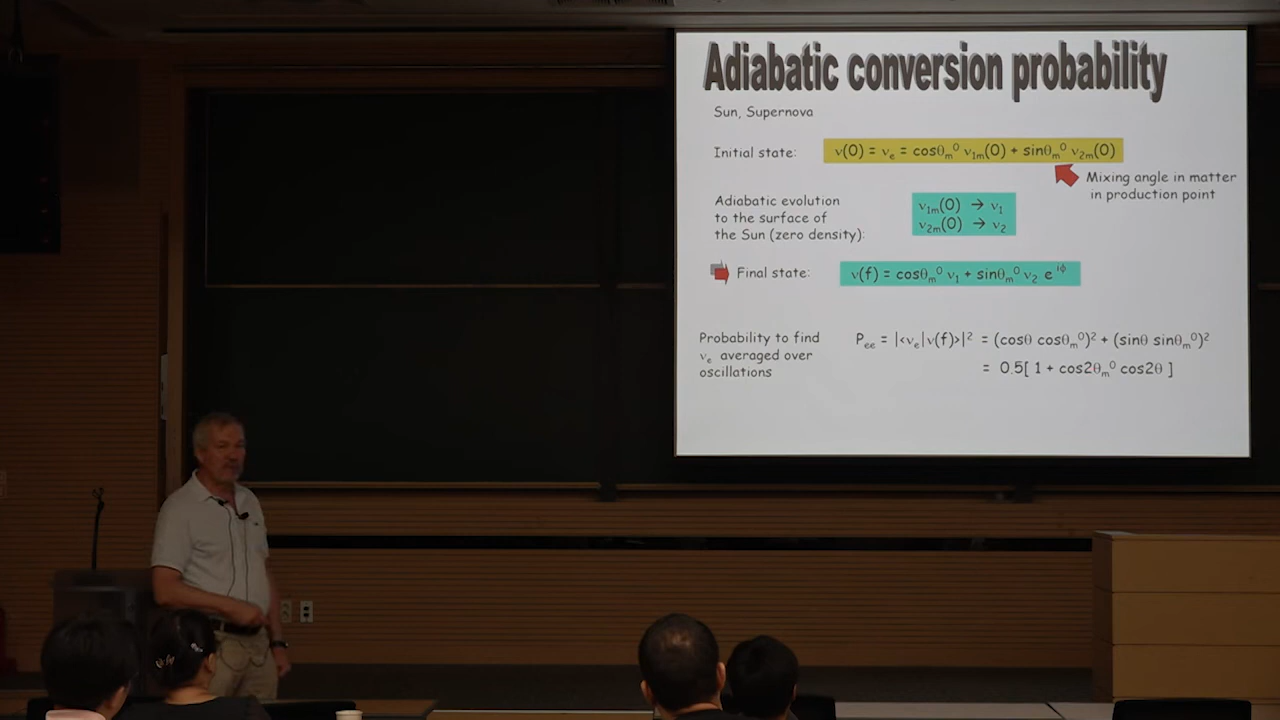 Adiabatic conversion probability
Sun, Supernova
Initial state: ν(0) = νₑ = cosθₘ⁰ ν₁ₘ(0) + sinθₘ⁰ ν₂ₘ(0)
Mixing angle in matter
in production point
Adiabatic evolution
to the surface of
the Sun (zero density):
ν₁ₘ(0) → ν₁
ν₂ₘ(0) → ν₂
Final state: ν(f) = cosθₘ⁰ ν₁ + sinθₘ⁰ ν₂ e^iϕ
Probability to find
νₑ averaged over
oscillations
Pₑₑ = |<νₑ|ν(f)>|² = (cosθ cosθₘ⁰)² + (sinθ sinθₘ⁰)²
= 0.5[ 1 + cos2θₘ⁰ cos2θ ]